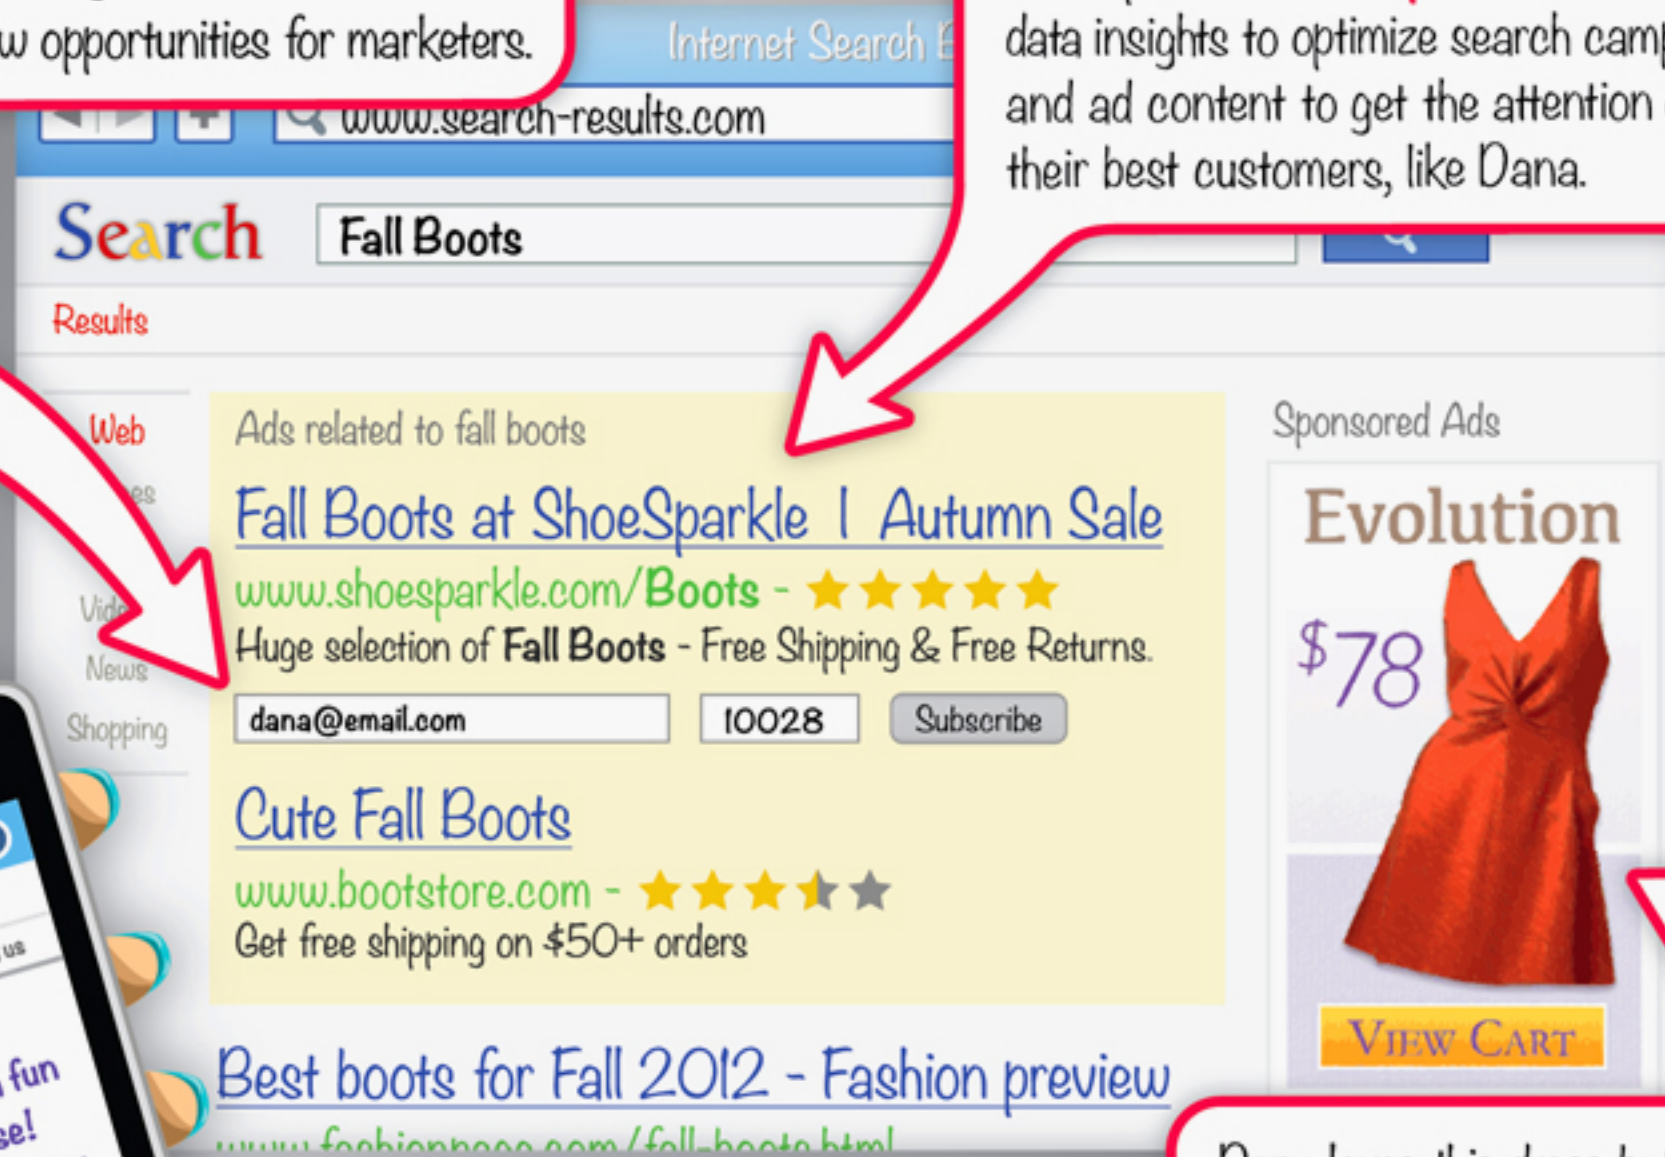 opportunities for marketers.
Internet Search
data insights to optimize search
and ad content to get the attention
their best customers, like Dana.
www.search-results.com
Search
Fall Boots
Results
Web
News
Shopping
Ads related to fall boots
Fall Boots at ShoeSparkle | Autumn Sale
www.shoesparkle.com/Boots -
Huge selection of Fall Boots - Free Shipping & Free Returns.
dana@email.com
10028
Subscribe
Cute Fall Boots
www.bootstore.com -
Get free shipping on $50+ orders
Best boots for Fall 2012 - Fashion preview
Sponsored Ads
Evolution
$78
VIEW CART
us
fun